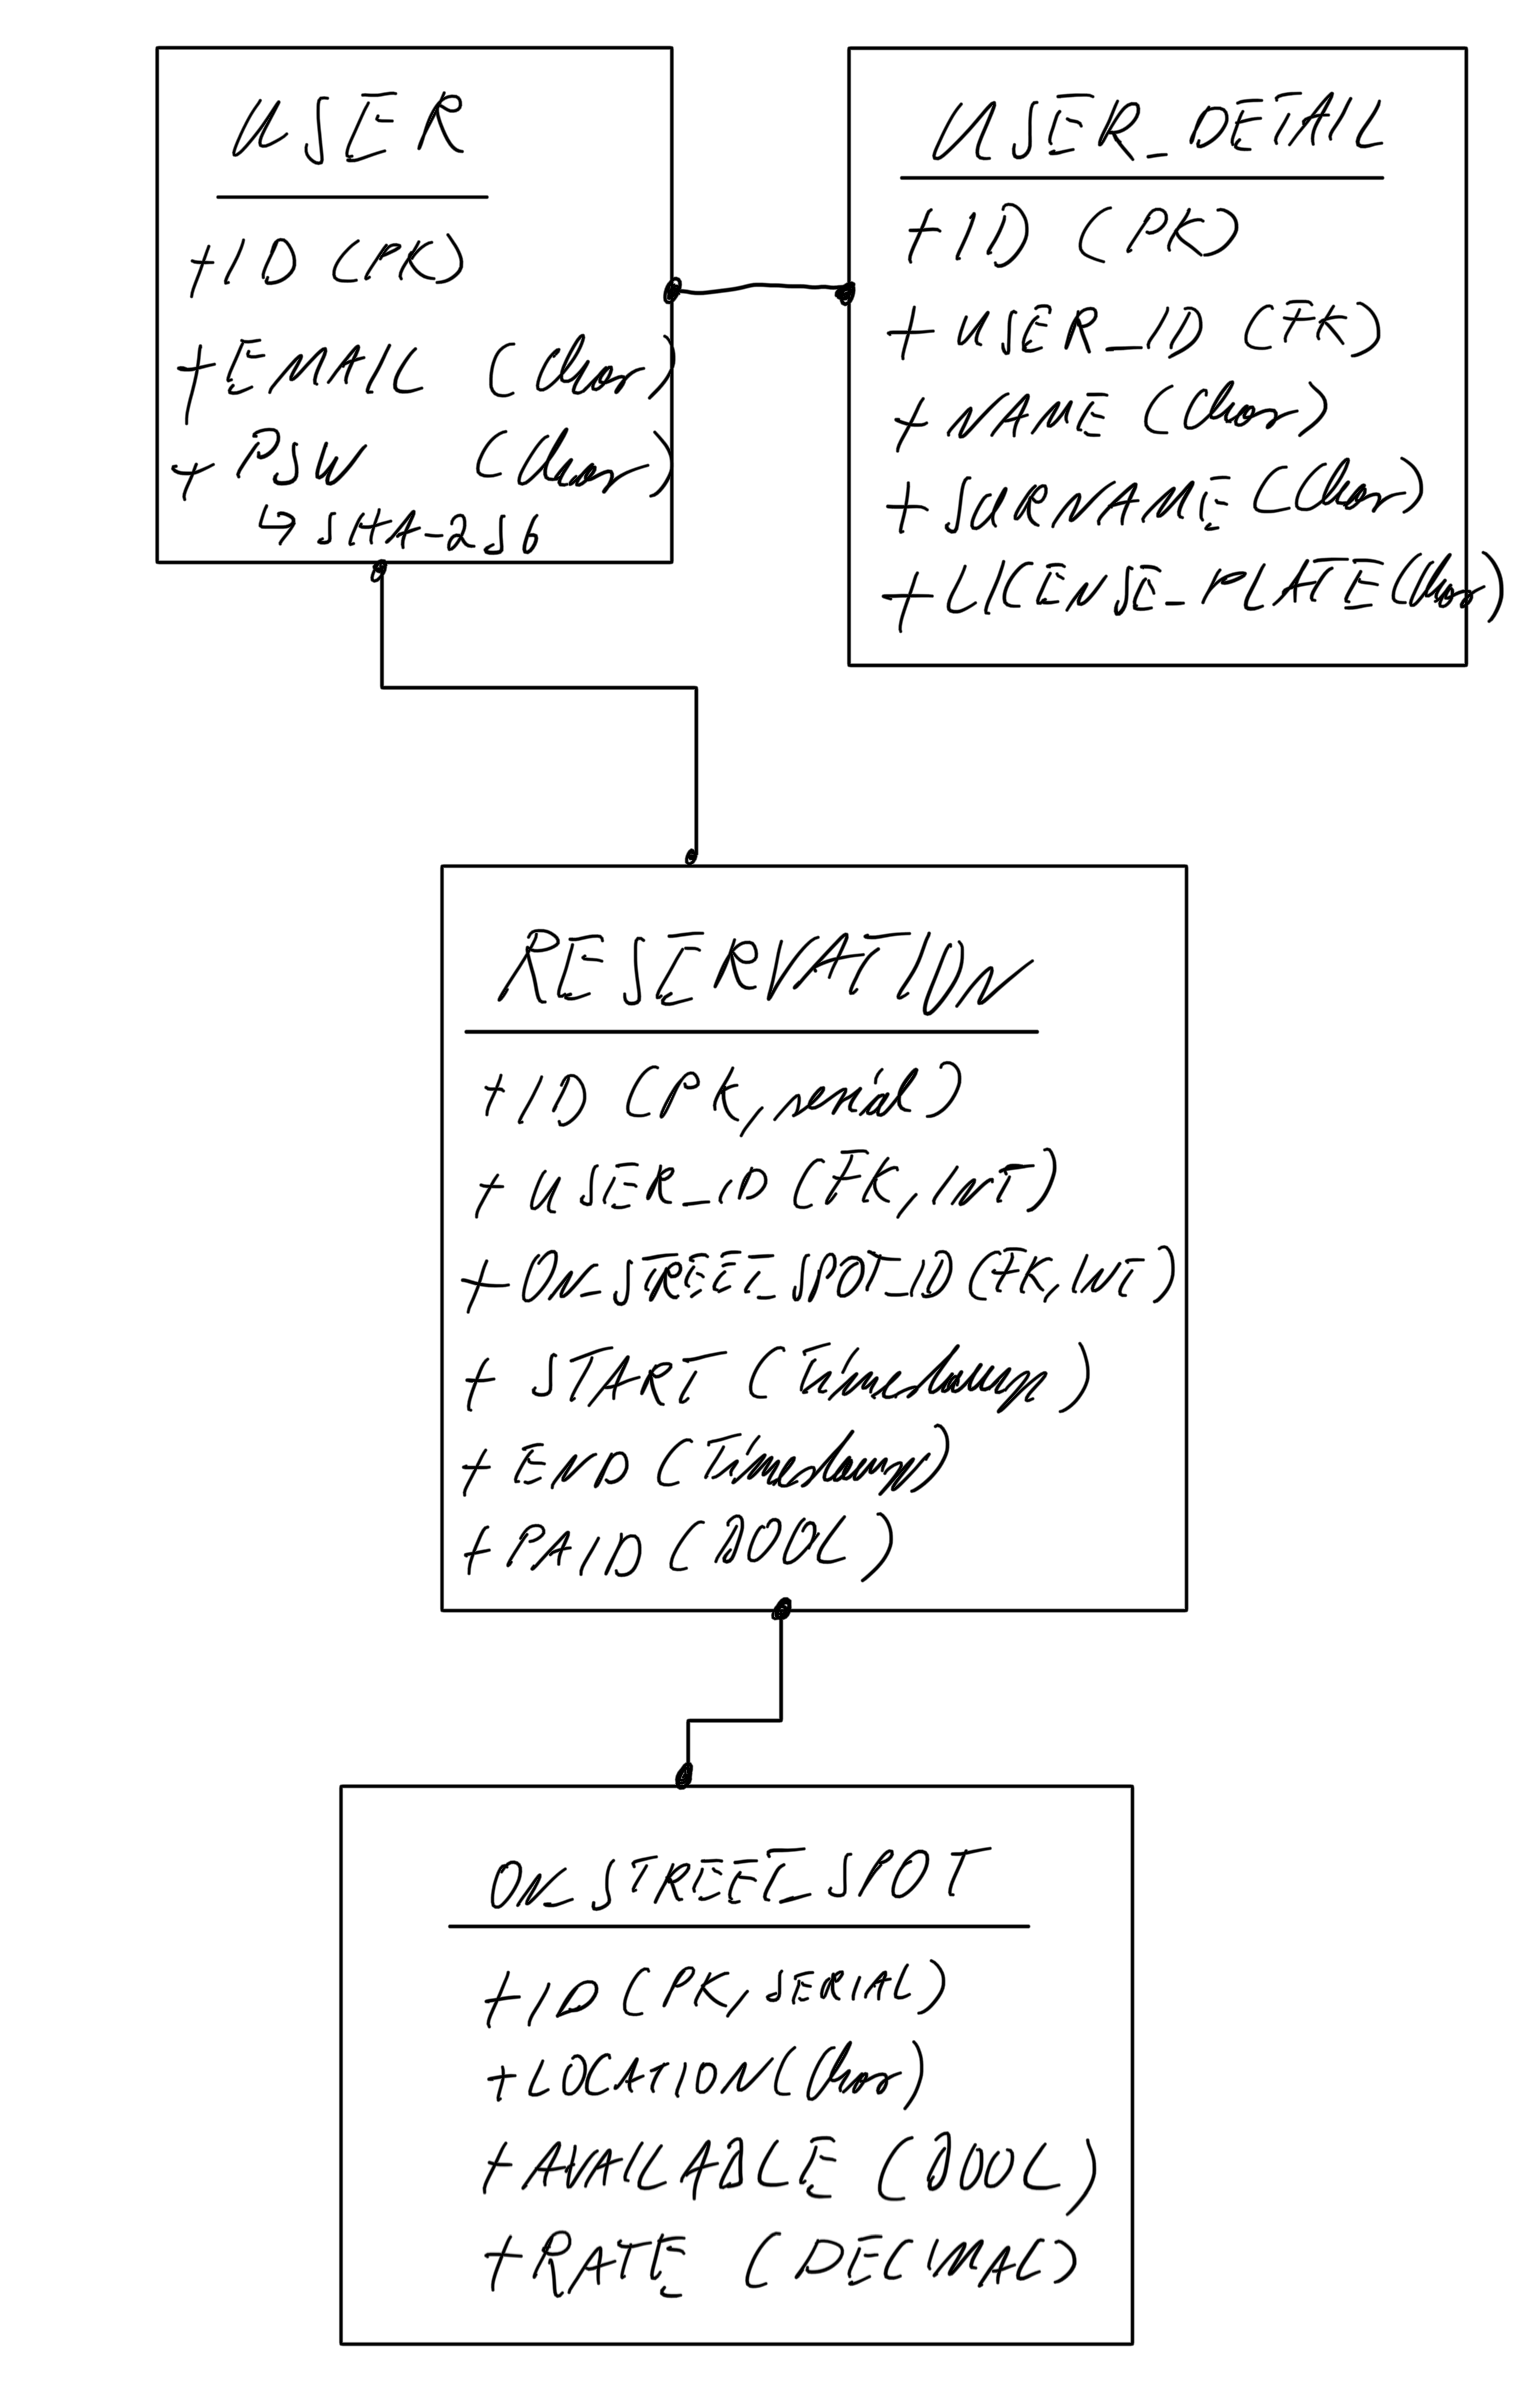 USER
+ID (PK)
+EMAIL (Char)
+ PSW (Char)
↳ SHA-256
USER_DETAIL
+ID (PK)
+ USER_ID (FK)
+ NAME (Char)
+ SURNAME (Char)
+LICENSE_PLATE (Char)
RESERVATION
+ID (PK, serial)
+ USER_ID (FK, INT)
+ON_STREET_SPOT_ID (FK, INT)
+ START (Timestamp)
+ END (Timestamp)
+ PAID (BOOL)
ON_STREET_SPOT
+ID (PK, SERIAL)
+LOCATION (Char)
+AVAILABLE (BOOL)
+RATE (DECIMAL)